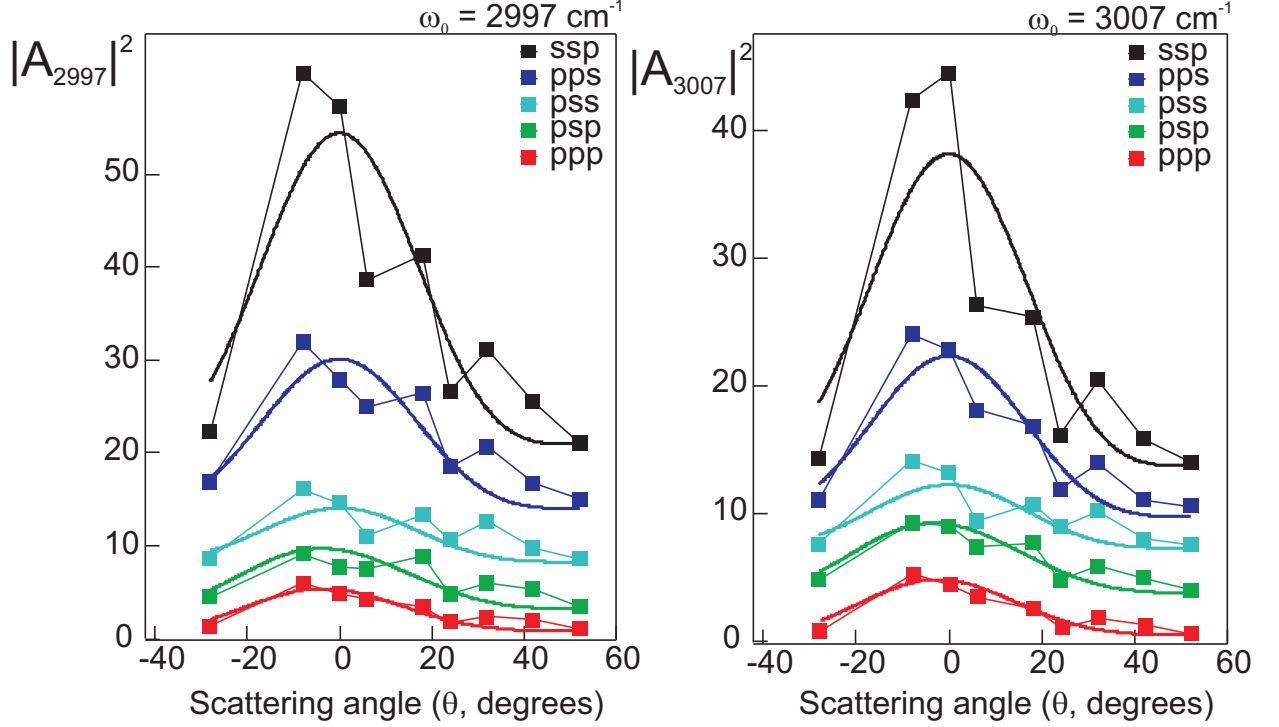 ω₀ = 2997 cm⁻¹
|A₂₉₉₇|²
ssp
pps
pss
psp
ppp
50
40
30
20
10
0
-40 -20 0 20 40 60
Scattering angle (θ, degrees)
ω₀ = 3007 cm⁻¹
|A₃₀₀₇|²
ssp
pps
pss
psp
ppp
40
30
20
10
0
-40 -20 0 20 40 60
Scattering angle (θ, degrees)